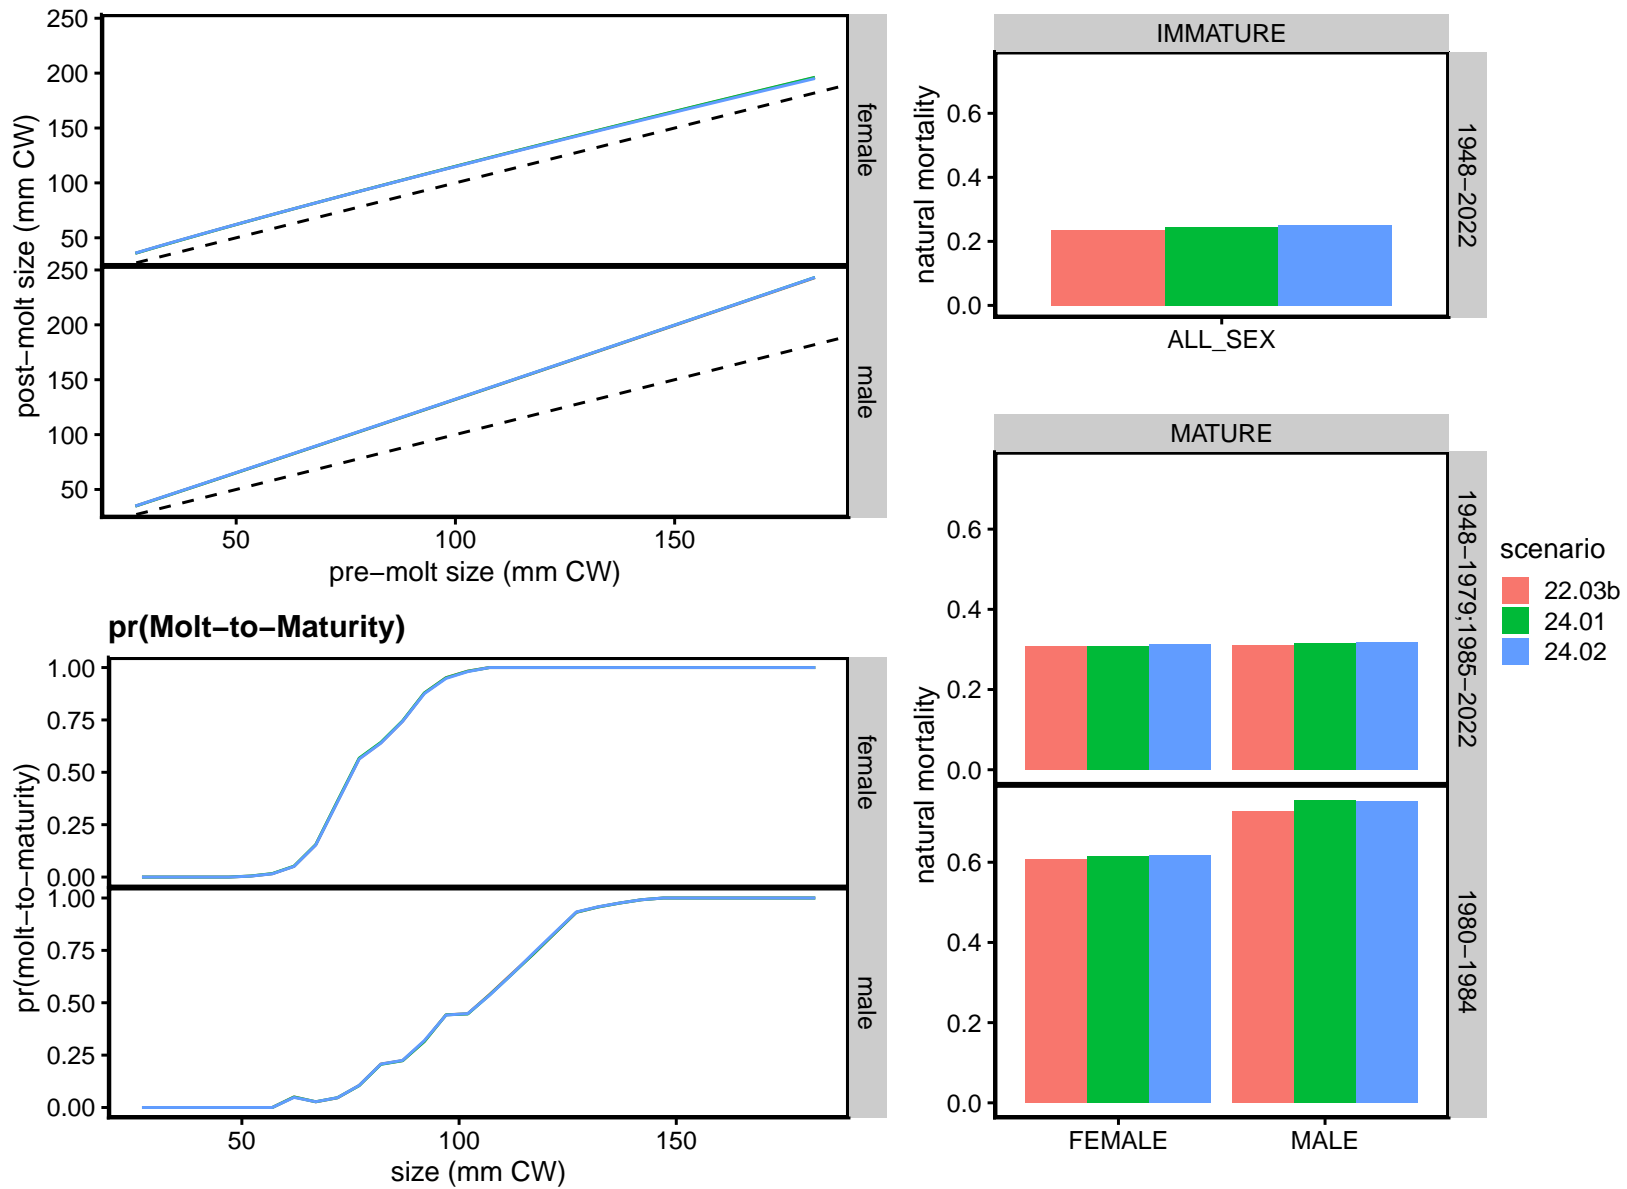 250
200
150
100
50
female
250
200
150
100
50
male
post−molt size (mm CW)
50 100 150
pre−molt size (mm CW)
pr(Molt−to−Maturity)
1.00
0.75
0.50
0.25
0.00
female
1.00
0.75
0.50
0.25
0.00
male
pr(molt−to−maturity)
50 100 150
size (mm CW)
IMMATURE
0.6
0.4
0.2
0.0
natural mortality
1948−2022
ALL_SEX
MATURE
0.6
0.4
0.2
0.0
natural mortality
1948−1979;1985−2022
0.6
0.4
0.2
0.0
natural mortality
1980−1984
FEMALE MALE
scenario
22.03b
24.01
24.02